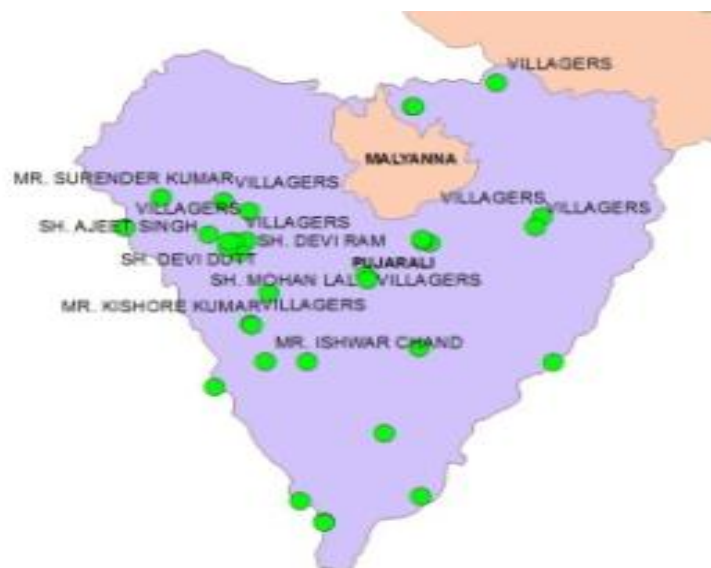 VILLAGERS
MALYANNA
MR. SURENDER KUMAR
VILLAGERS
VILLAGERS
VILLAGERS
VILLAGERS
SH. AJEET SINGH
VILLAGERS
SH. DEVI RAM
SH. DEVI DUTT
PUJARALI
SH. MOHAN LAL
VILLAGERS
MR. KISHORE KUMAR
VILLAGERS
MR. ISHWAR CHAND